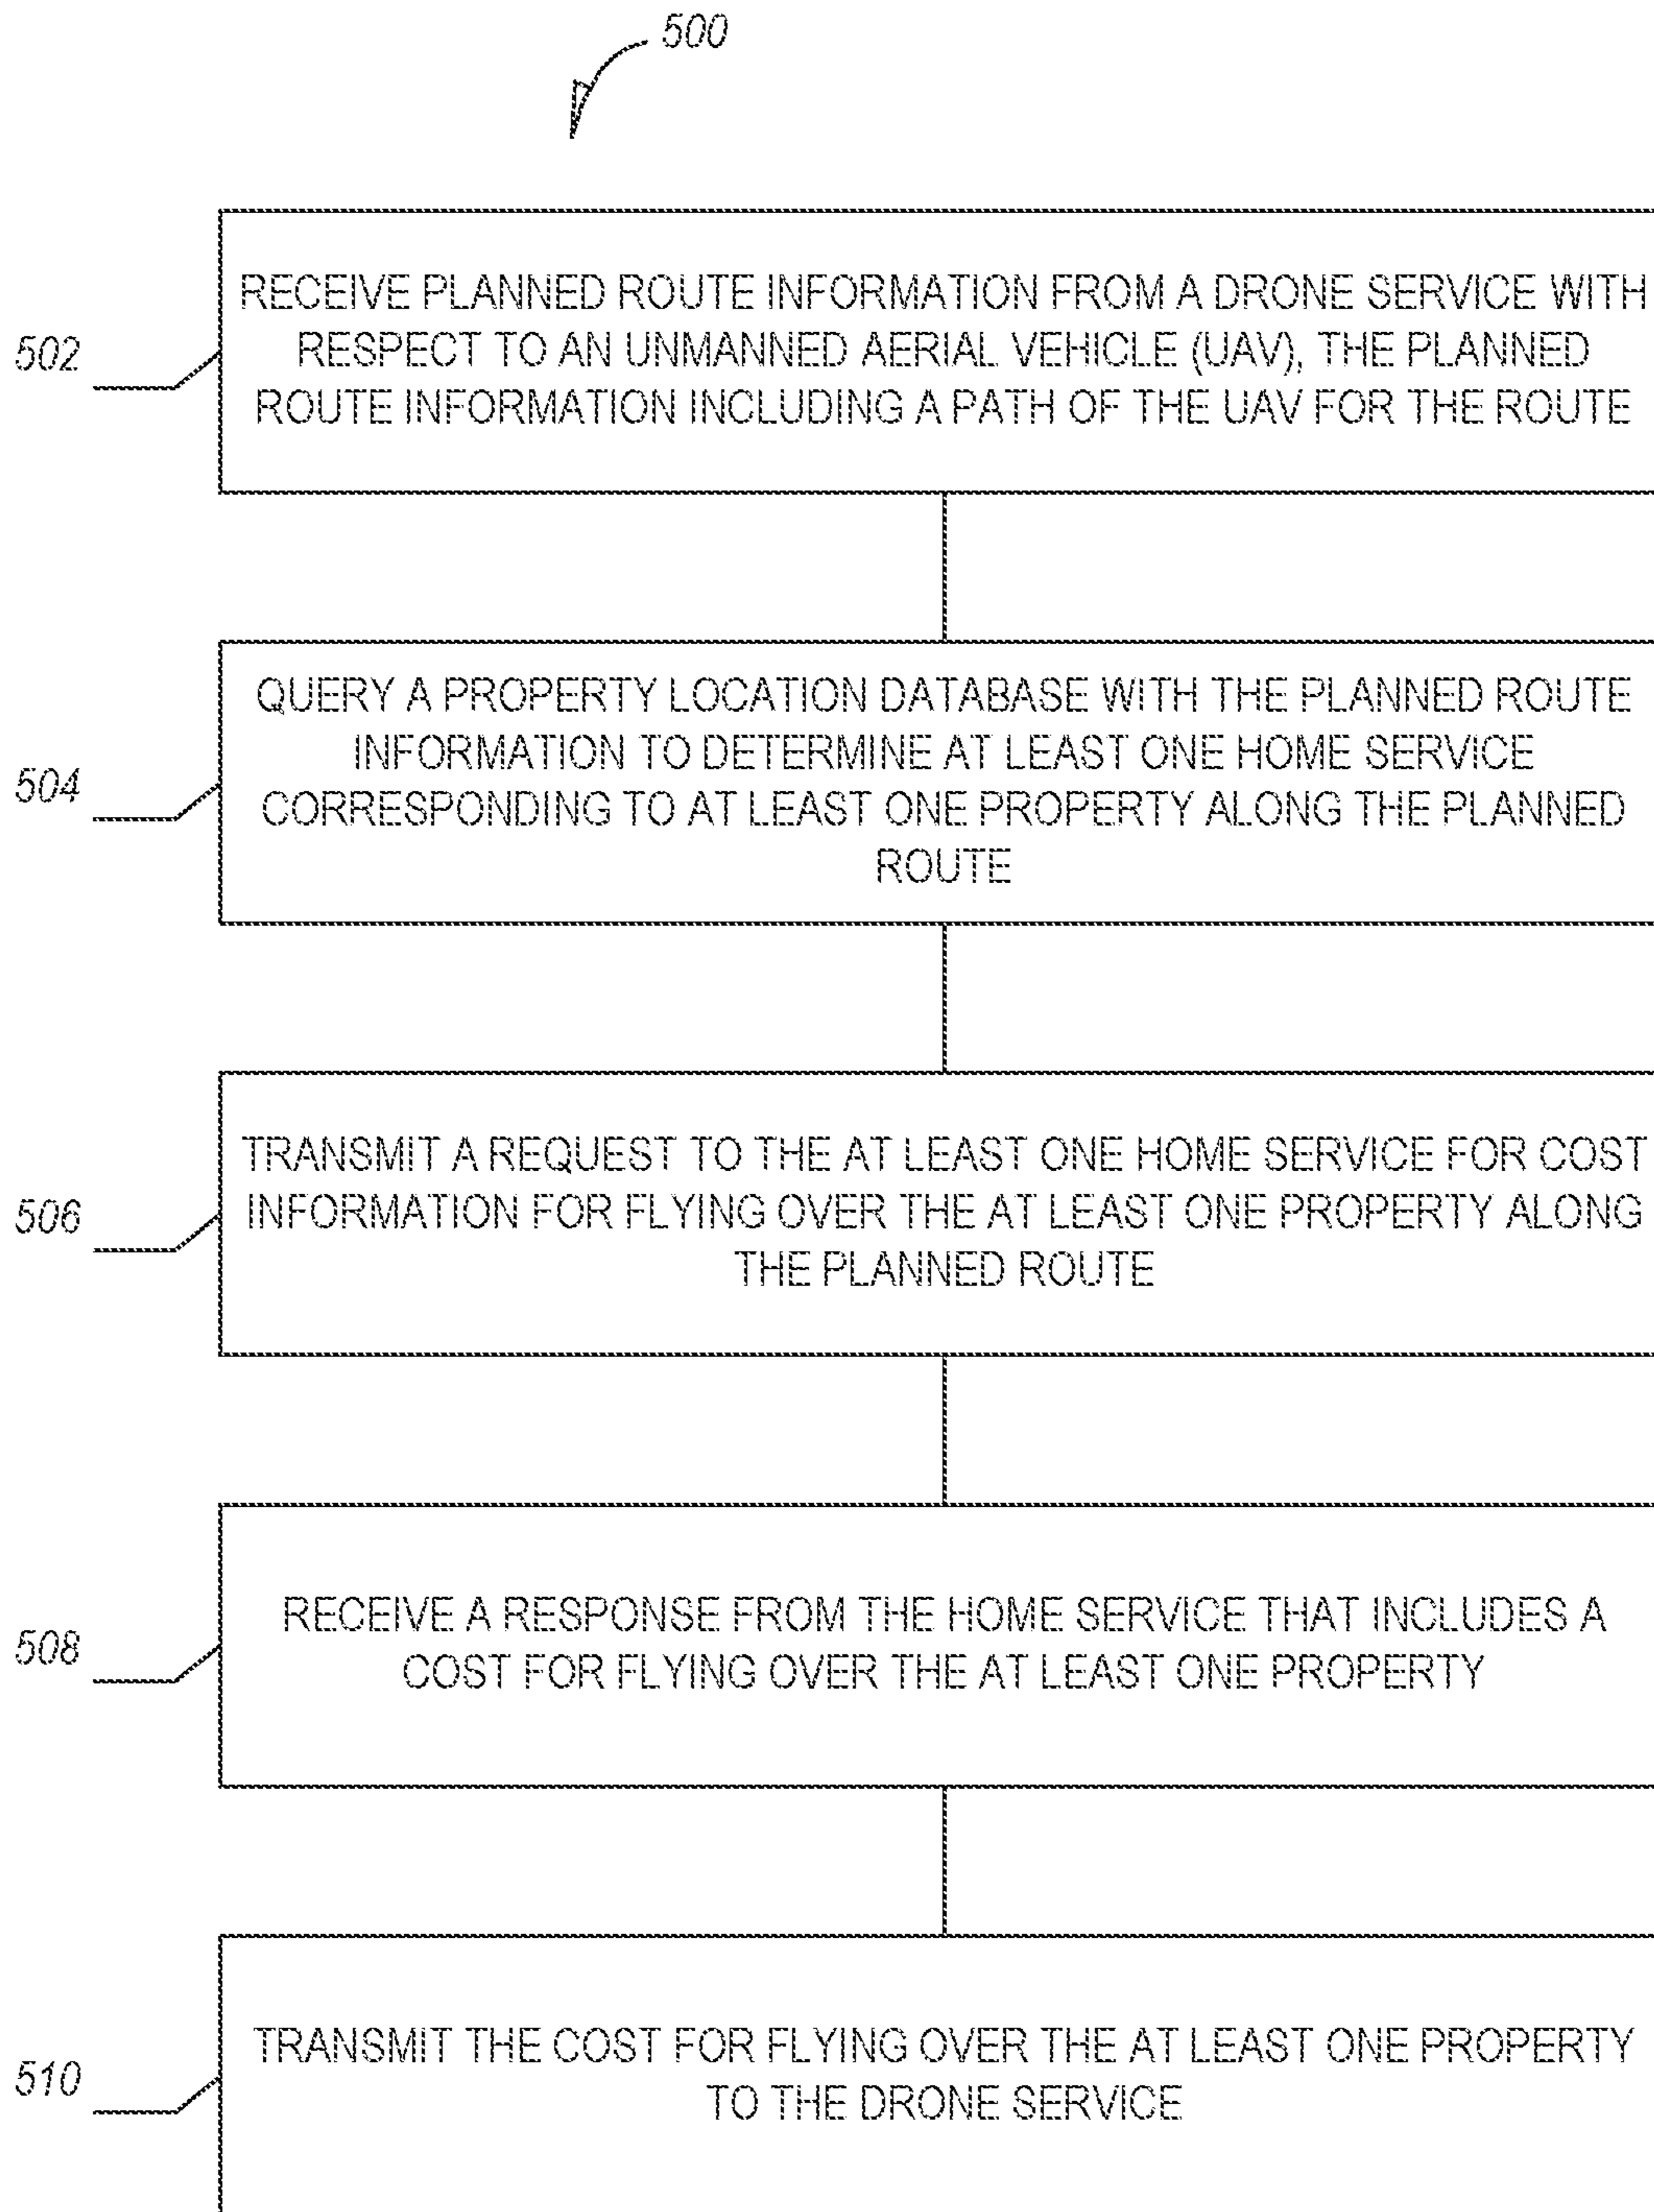 500
502
RECEIVE PLANNED ROUTE INFORMATION FROM A DRONE SERVICE WITH
RESPECT TO AN UNMANNED AERIAL VEHICLE (UAV), THE PLANNED
ROUTE INFORMATION INCLUDING A PATH OF THE UAV FOR THE ROUTE
504
QUERY A PROPERTY LOCATION DATABASE WITH THE PLANNED ROUTE
INFORMATION TO DETERMINE AT LEAST ONE HOME SERVICE
CORRESPONDING TO AT LEAST ONE PROPERTY ALONG THE PLANNED
ROUTE
506
TRANSMIT A REQUEST TO THE AT LEAST ONE HOME SERVICE FOR COST
INFORMATION FOR FLYING OVER THE AT LEAST ONE PROPERTY ALONG
THE PLANNED ROUTE
508
RECEIVE A RESPONSE FROM THE HOME SERVICE THAT INCLUDES A
COST FOR FLYING OVER THE AT LEAST ONE PROPERTY
510
TRANSMIT THE COST FOR FLYING OVER THE AT LEAST ONE PROPERTY
TO THE DRONE SERVICE